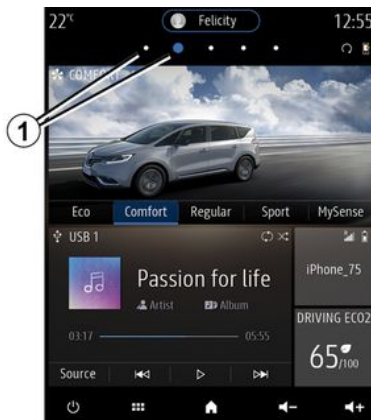 22°C
Felicity
12:55
1
COMFORT
Eco Comfort Regular Sport MySense
USB 1
Passion for life
Artist Album
03:17 05:55
iPhone_75
DRIVING ECO2
65/100
Source